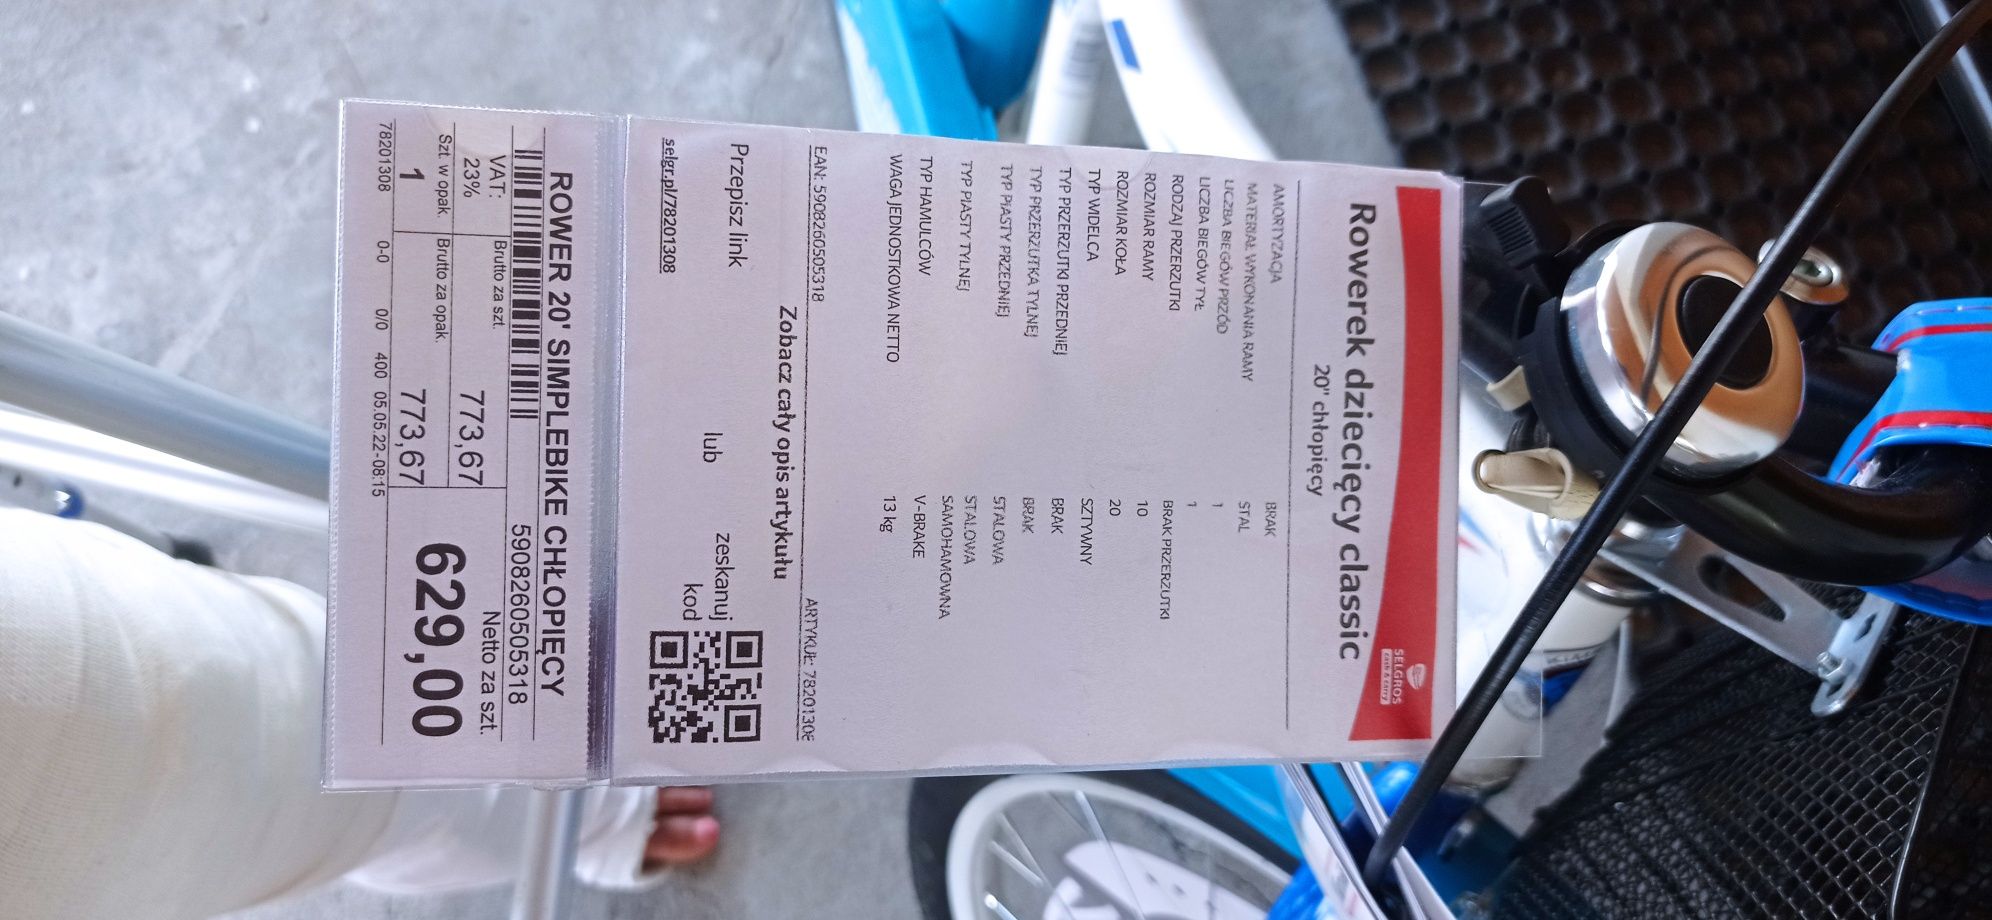 SELGROS
cash & carry
Rowerek dziecięcy classic
20" chłopięcy
AMORTYZACJA BRAK
MATERIAŁ WYKONANIA RAMY STAL
LICZBA BIEGÓW PRZÓD 1
LICZBA BIEGÓW TYŁ 1
RODZAJ PRZERZUTKI BRAK PRZERZUTKI
ROZMIAR RAMY 10
ROZMIAR KOŁA 20
TYP WIDELCA SZTYWNY
TYP PRZERZUTKI PRZEDNIEJ BRAK
TYP PRZERZUTKA TYLNEJ BRAK
TYP PIASTY PRZEDNIEJ STALOWA
TYP PIASTY TYLNEJ STALOWA
SAMOHAMOWNA
TYP HAMULCÓW V-BRAKE
WAGA JEDNOSTKOWA NETTO 13 kg
EAN: 5908260505318 ARTYKUŁ: 78201308
Zobacz cały opis artykułu
Przepisz link lub zeskanuj
selgr.pl/78201308 kod
ROWER 20' SIMPLEBIKE CHŁOPIĘCY
5908260505318
VAT: Brutto za szt. Netto za szt.
23% 773,67
Szt. w opak. Brutto za opak. 629,00
1 773,67
78201308 0-0 0/0 400 05.05.22-08:15